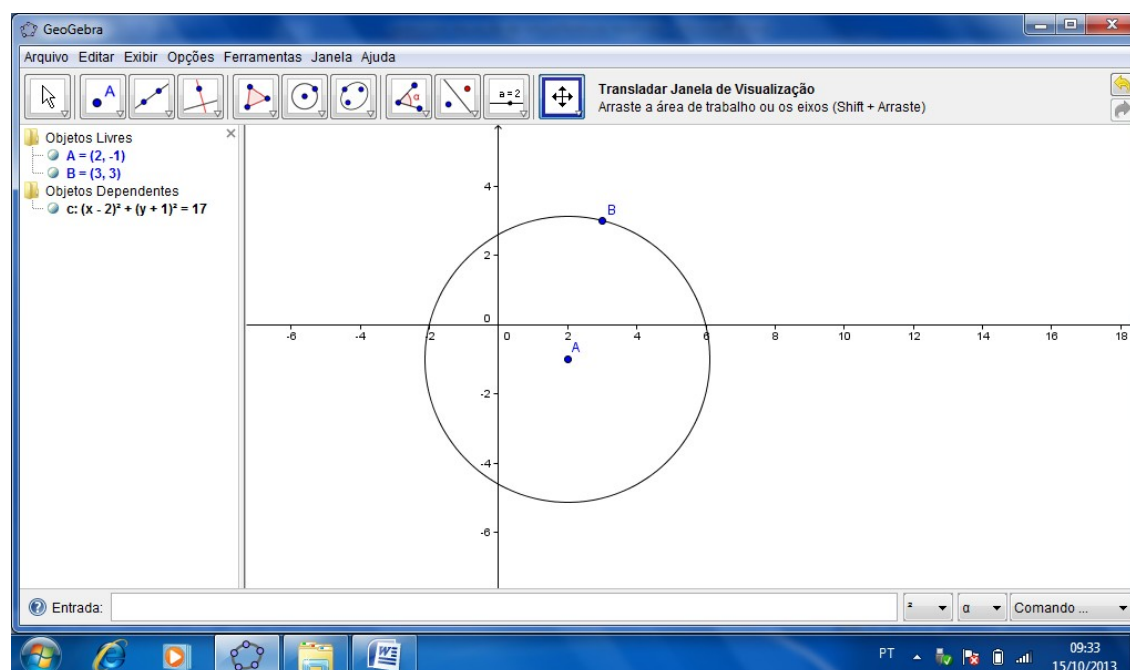 GeoGebra
Arquivo Editar Exibir Opções Ferramentas Janela Ajuda
A
α
a=2
Transladar Janela de Visualização
Arraste a área de trabalho ou os eixos (Shift + Arraste)
Objetos Livres
A = (2, -1)
B = (3, 3)
Objetos Dependentes
c: (x - 2)² + (y + 1)² = 17
4
B
2
0
-6 -4 -2 0 2 4 6 8 10 12 14 16 18
A
-2
-4
-6
Entrada:
² α Comando ...
PT
09:33
15/10/2013